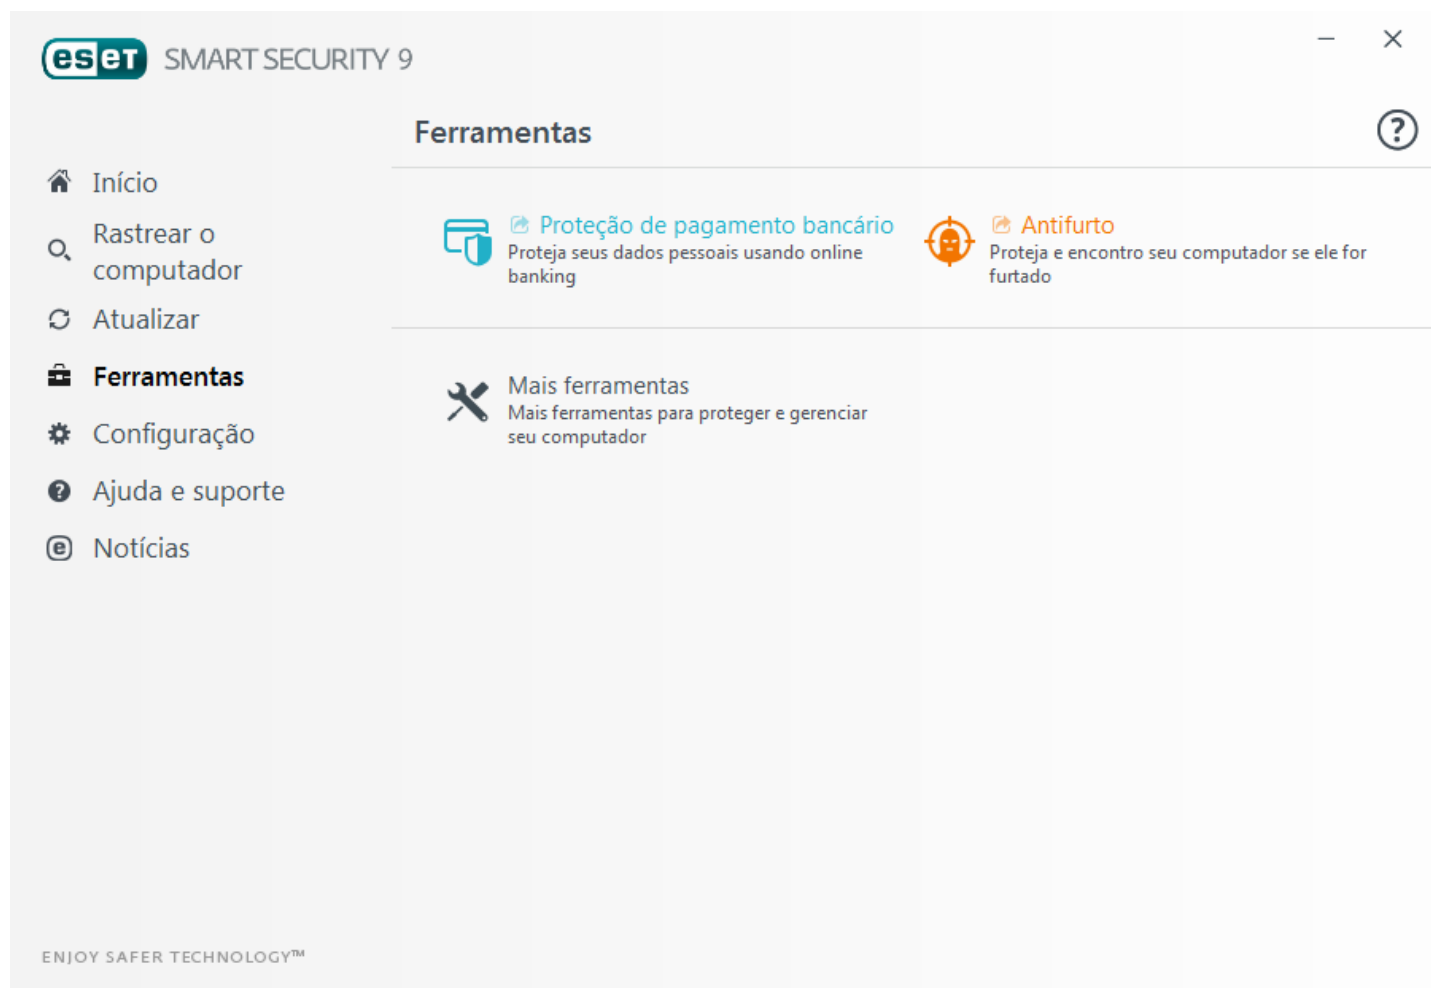 eset SMART SECURITY 9
Ferramentas
Início
Rastrear o
computador
Atualizar
Ferramentas
Configuração
Ajuda e suporte
Notícias
Proteção de pagamento bancário
Proteja seus dados pessoais usando online
banking
Antifurto
Proteja e encontro seu computador se ele for
furtado
Mais ferramentas
Mais ferramentas para proteger e gerenciar
seu computador
ENJOY SAFER TECHNOLOGY™